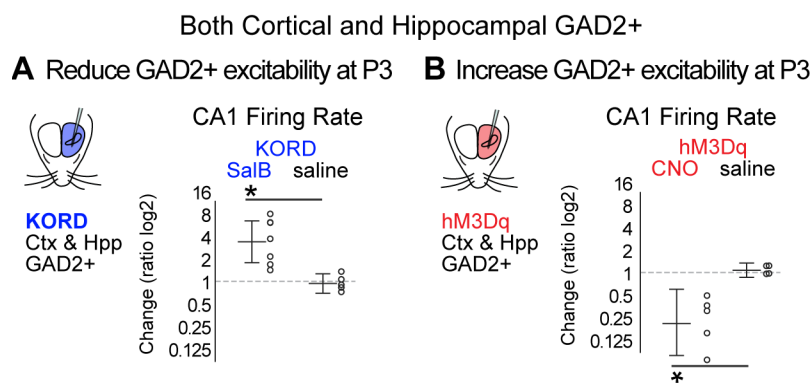 Both Cortical and Hippocampal GAD2+
A Reduce GAD2+ excitability at P3
CA1 Firing Rate
KORD
SalB saline
*
KORD
Ctx & Hpp
GAD2+
Change (ratio log2)
16
8
4
2
1
0.5
0.25
0.125
B Increase GAD2+ excitability at P3
CA1 Firing Rate
hM3Dq
CNO saline
hM3Dq
Ctx & Hpp
GAD2+
Change (ratio log2)
16
8
4
2
1
0.5
0.25
0.125
*